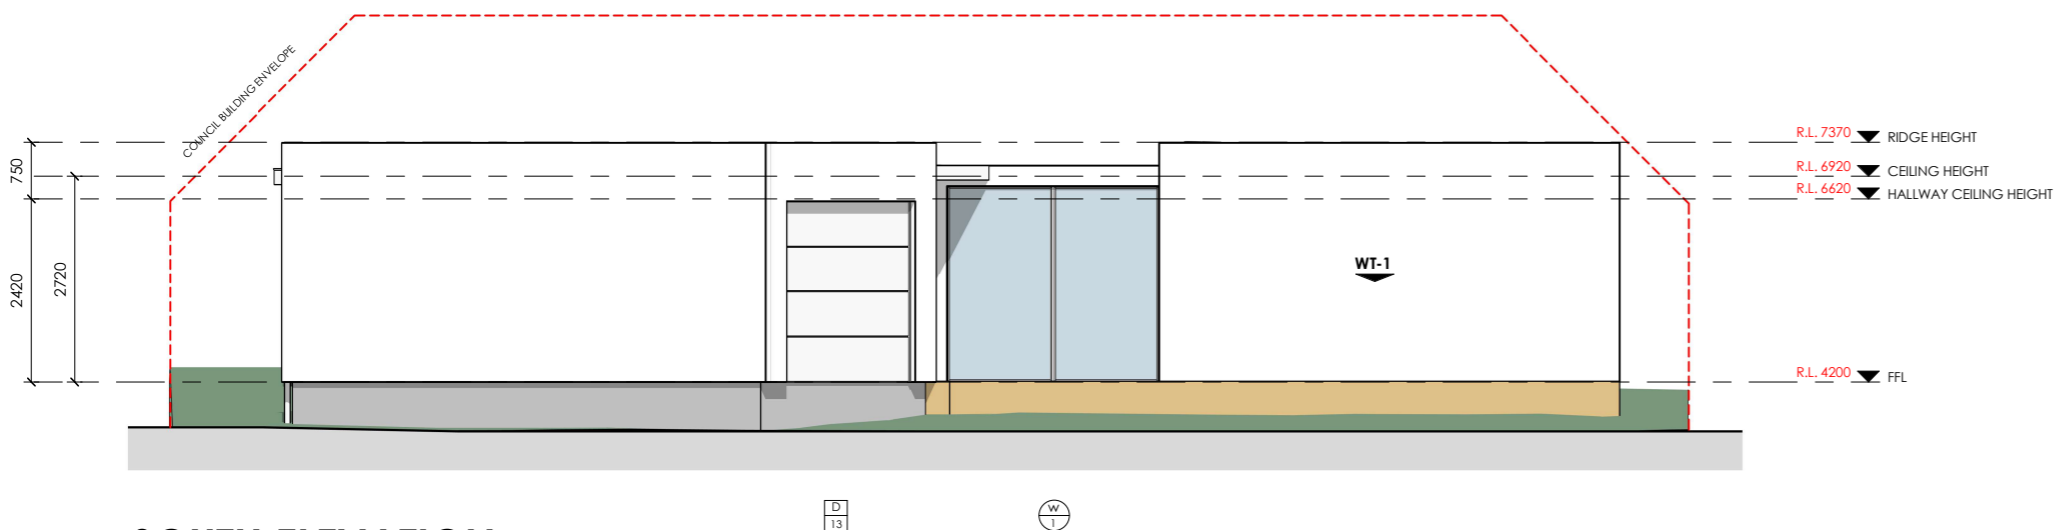 COUNCIL BUILDING ENVELOPE
R.L. 7370 RIDGE HEIGHT
750
R.L. 6920 CEILING HEIGHT
R.L. 6620 HALLWAY CEILING HEIGHT
WT-1
2420
2720
R.L. 4200 FFL
D
13
W
1